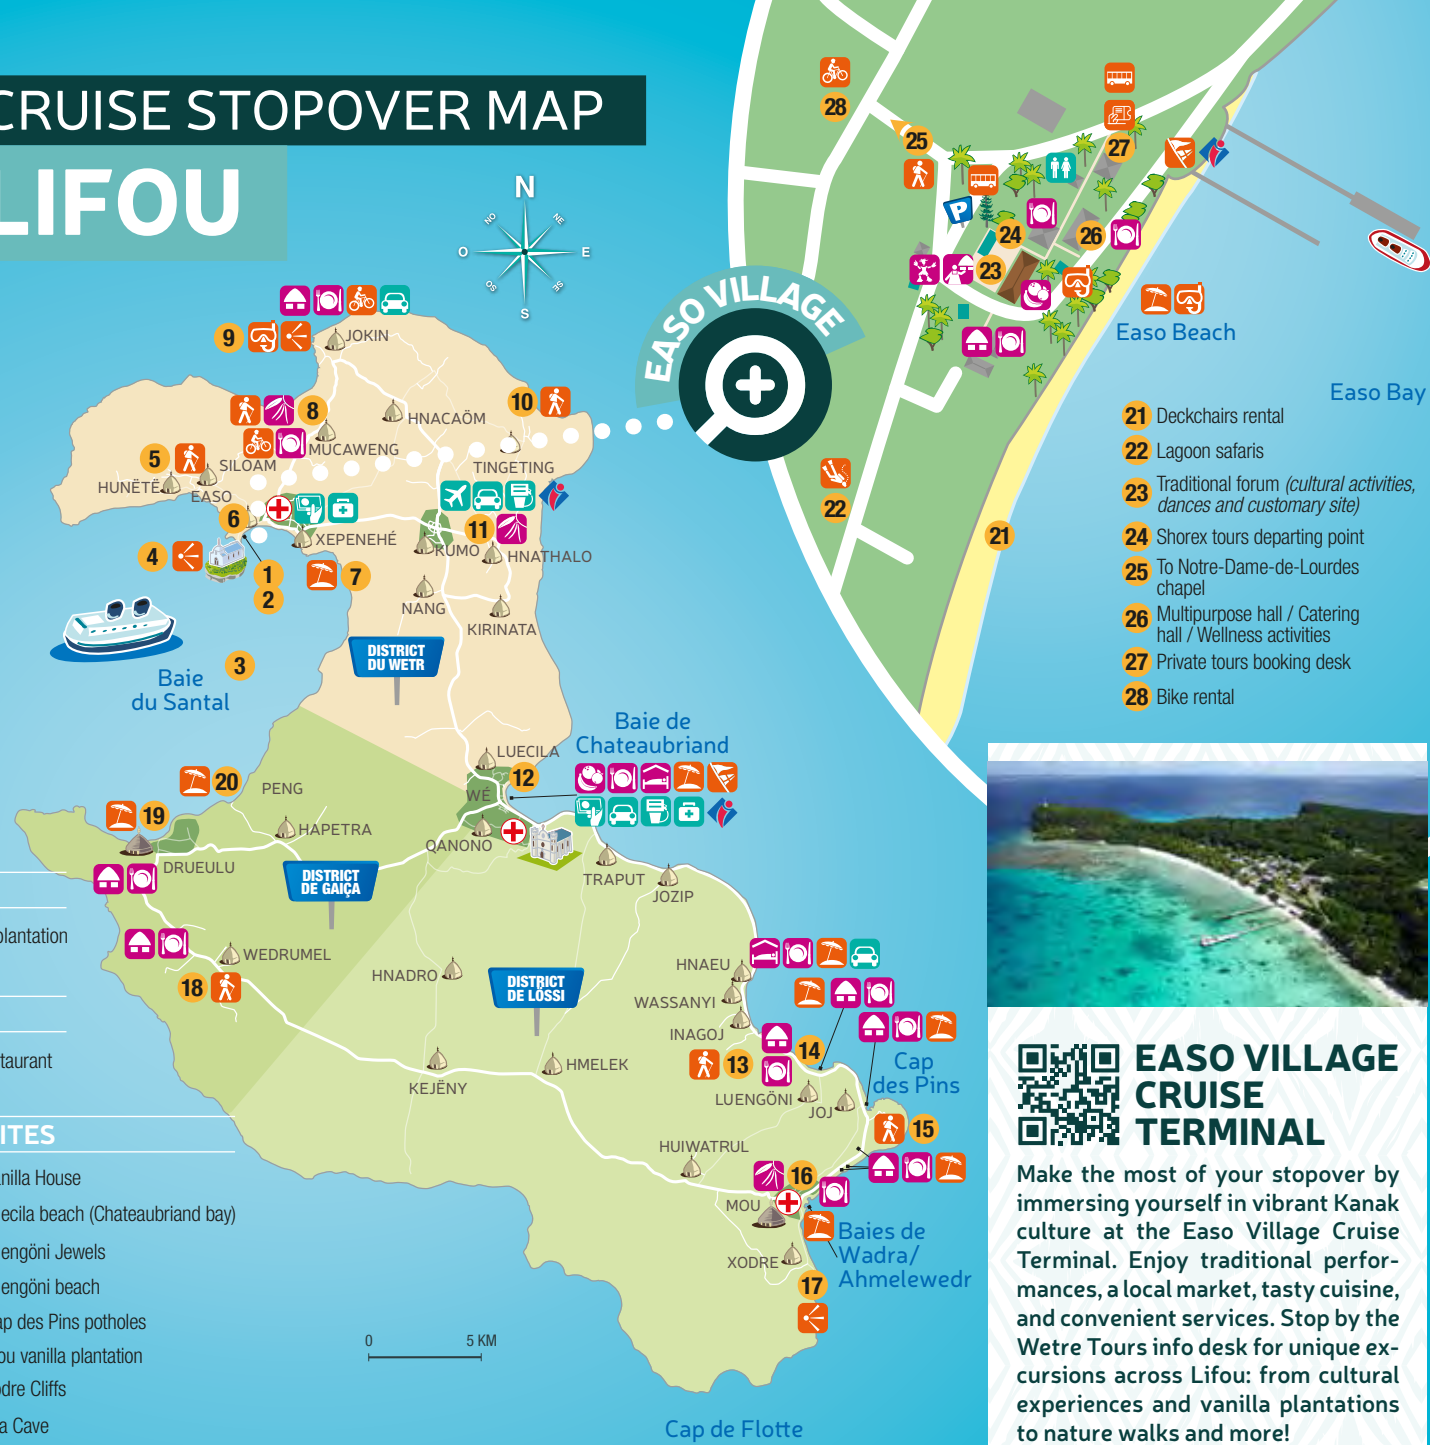 CRUISE STOPOVER MAP
LIFOU
N
NO
NE
O
E
SO
SE
S
EASO VILLAGE
28
25
27
P
24
26
23
22
21
Easo Beach
Easo Bay
21 Deckchairs rental
22 Lagoon safaris
23 Traditional forum (cultural activities,
dances and customary site)
24 Shorex tours departing point
25 To Notre-Dame-de-Lourdes
chapel
26 Multipurpose hall / Catering
hall / Wellness activities
27 Private tours booking desk
28 Bike rental
9
JOKIN
10
8
HNACAÖM
MUCAWENG
5
SILOAM
TINGETING
HUNËTË
EASO
6
XEPENEHÉ
11
KUMO
HNATHALO
4
1
7
2
NANG
KIRINATA
DISTRICT
DU WETR
3
Baie
du Santal
Baie de
Chateaubriand
LUECILA
12
WÉ
20
PENG
19
HAPETRA
QANONO
DRUEULU
DISTRICT
DE GAIÇA
TRAPUT
JOZIP
WEDRUMEL
18
HNADRO
DISTRICT
DE LÖSSI
HNAEU
WASSANYI
INAGOJ
14
13
Cap
des Pins
HMELEK
KEJËNY
LUENGÖNI
JOJ
15
HUIWATRUL
16
MOU
Baies de
Wadra/
Ahmelewedr
XODRE
17
0
5 KM
Cap de Flotte
plantation
taurant
ITES
nilla House
ecila beach (Chateaubriand bay)
engöni Jewels
engöni beach
ap des Pins potholes
ou vanilla plantation
odre Cliffs
a Cave
EASO VILLAGE
CRUISE
TERMINAL
Make the most of your stopover by
immersing yourself in vibrant Kanak
culture at the Easo Village Cruise
Terminal. Enjoy traditional perfor-
mances, a local market, tasty cuisine,
and convenient services. Stop by the
Wetre Tours info desk for unique ex-
cursions across Lifou: from cultural
experiences and vanilla plantations
to nature walks and more!